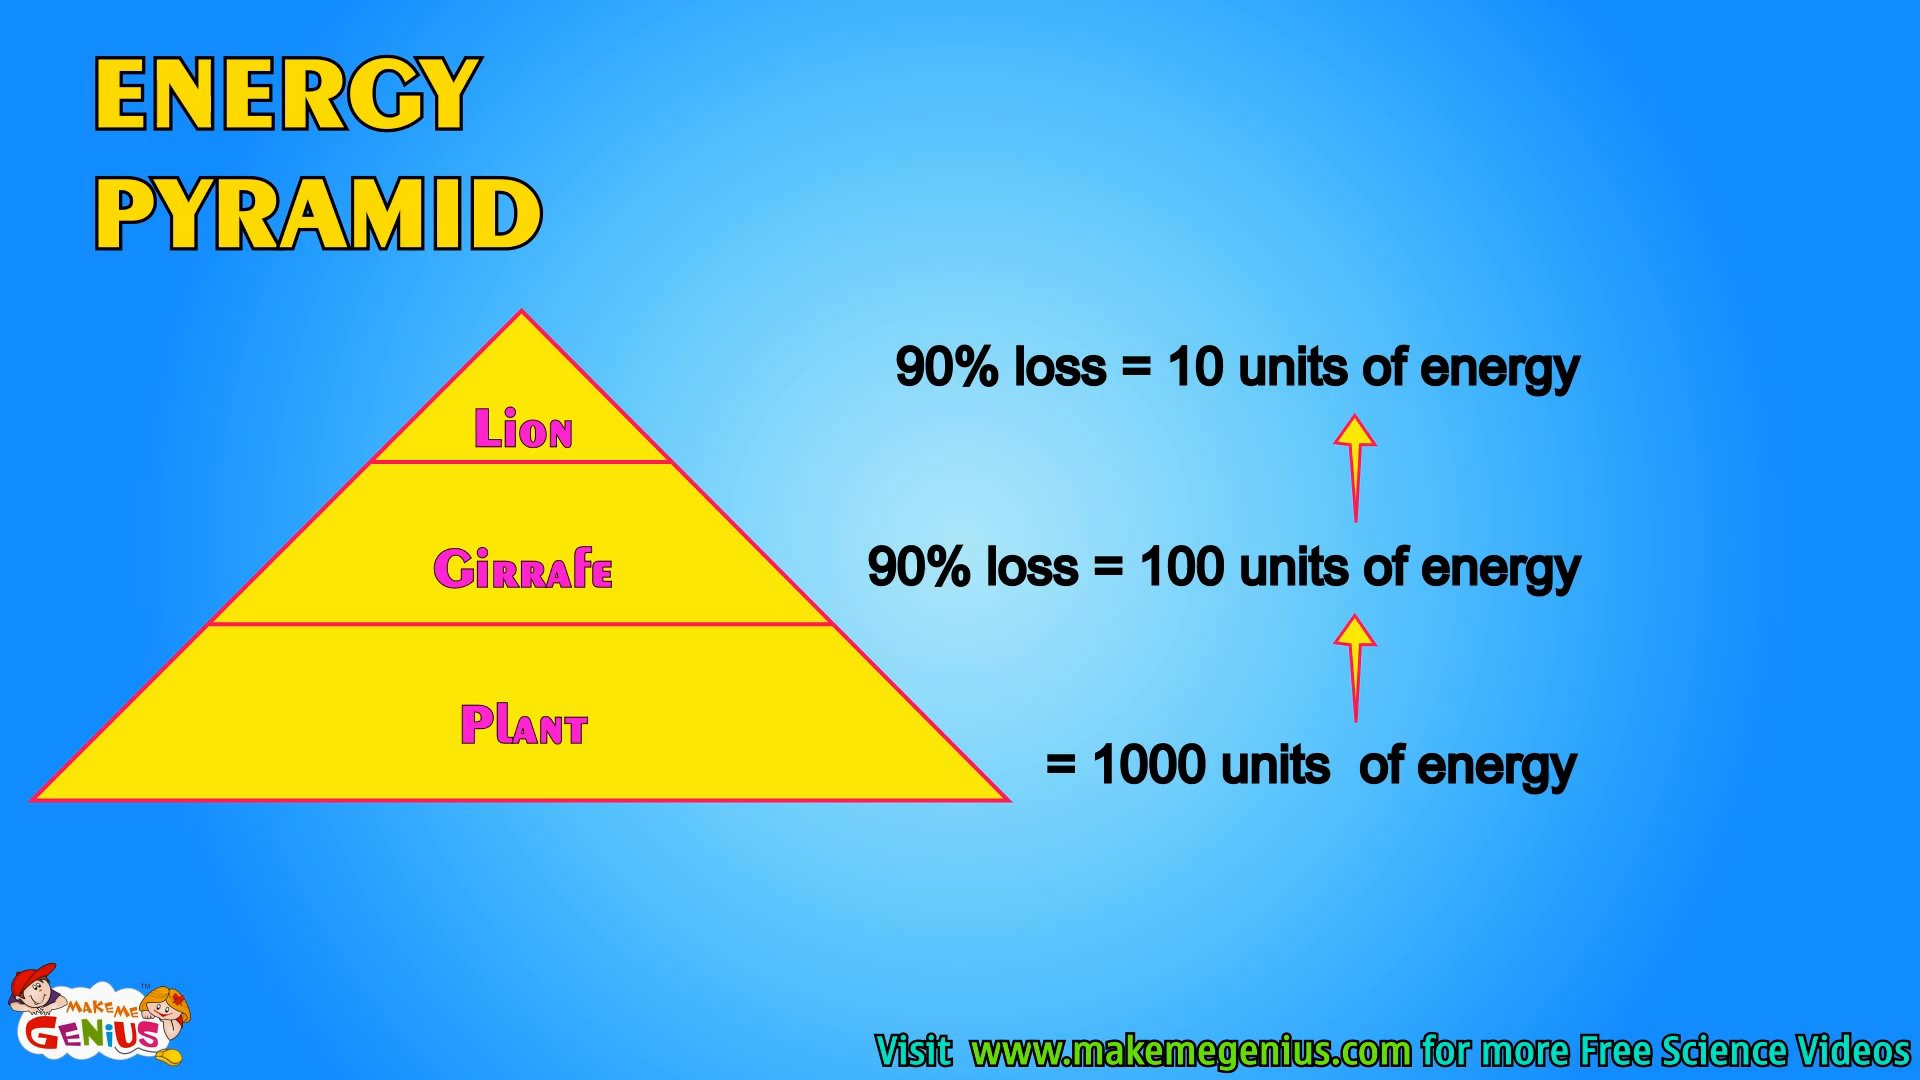 ENERGY
PYRAMID
90% loss = 10 units of energy
Lion
90% loss = 100 units of energy
Girrafe
Plant
= 1000 units of energy
MAKE ME
GENiUS
TM
Visit www.makemegenius.com for more Free Science Videos